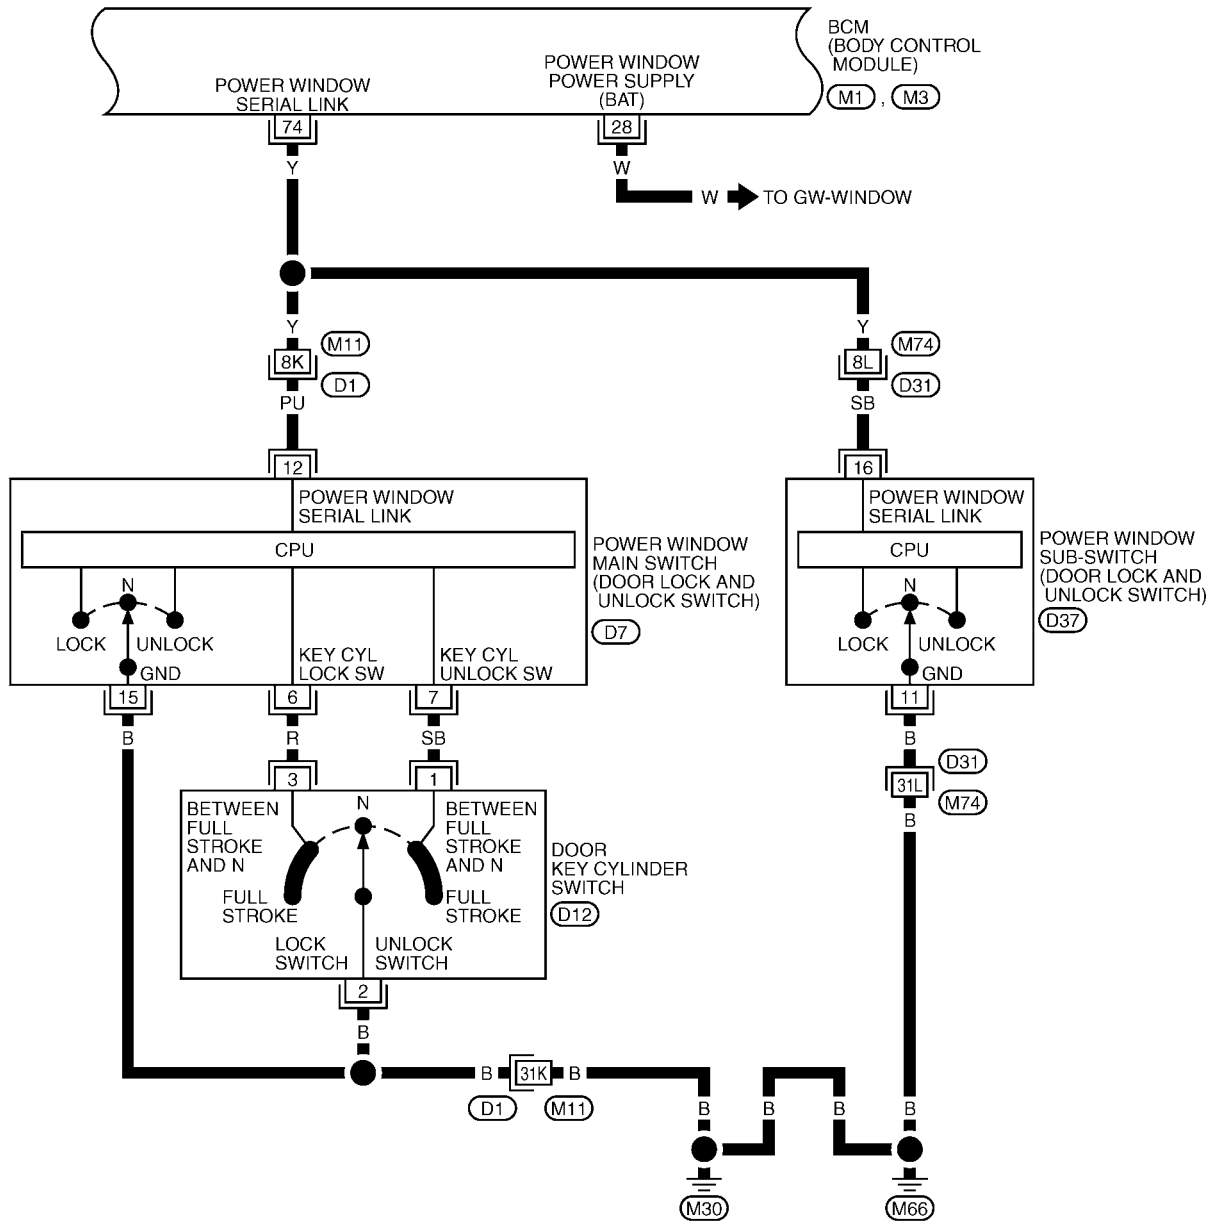 BCM
(BODY CONTROL
MODULE)
M1 , M3
POWER WINDOW
SERIAL LINK
POWER WINDOW
POWER SUPPLY
(BAT)
74
28
Y
W
W
TO GW-WINDOW
Y
Y
M11
M74
8K
8L
D1
D31
PU
SB
12
16
POWER WINDOW
SERIAL LINK
POWER WINDOW
SERIAL LINK
CPU
CPU
POWER WINDOW
MAIN SWITCH
(DOOR LOCK AND
UNLOCK SWITCH)
D7
POWER WINDOW
SUB-SWITCH
(DOOR LOCK AND
UNLOCK SWITCH)
D37
N
LOCK
UNLOCK
GND
KEY CYL
LOCK SW
KEY CYL
UNLOCK SW
N
LOCK
UNLOCK
GND
15
6
7
11
B
R
SB
B
3
1
D31
31L
M74
B
BETWEEN
FULL
STROKE
AND N
N
BETWEEN
FULL
STROKE
AND N
FULL
STROKE
FULL
STROKE
LOCK
SWITCH
UNLOCK
SWITCH
DOOR
KEY CYLINDER
SWITCH
D12
2
B
B
31K
B
D1
M11
B
B
B
B
M30
M66